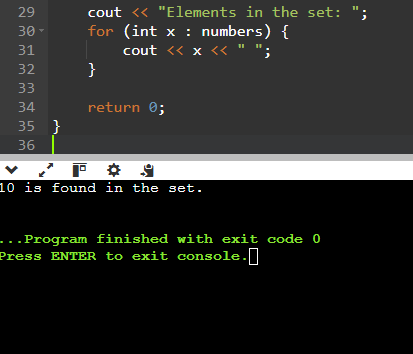 29 cout << "Elements in the set: ";
30 for (int x : numbers) {
31 cout << x << " ";
32 }
33
34 return 0;
35 }
36
10 is found in the set.
...Program finished with exit code 0
Press ENTER to exit console.